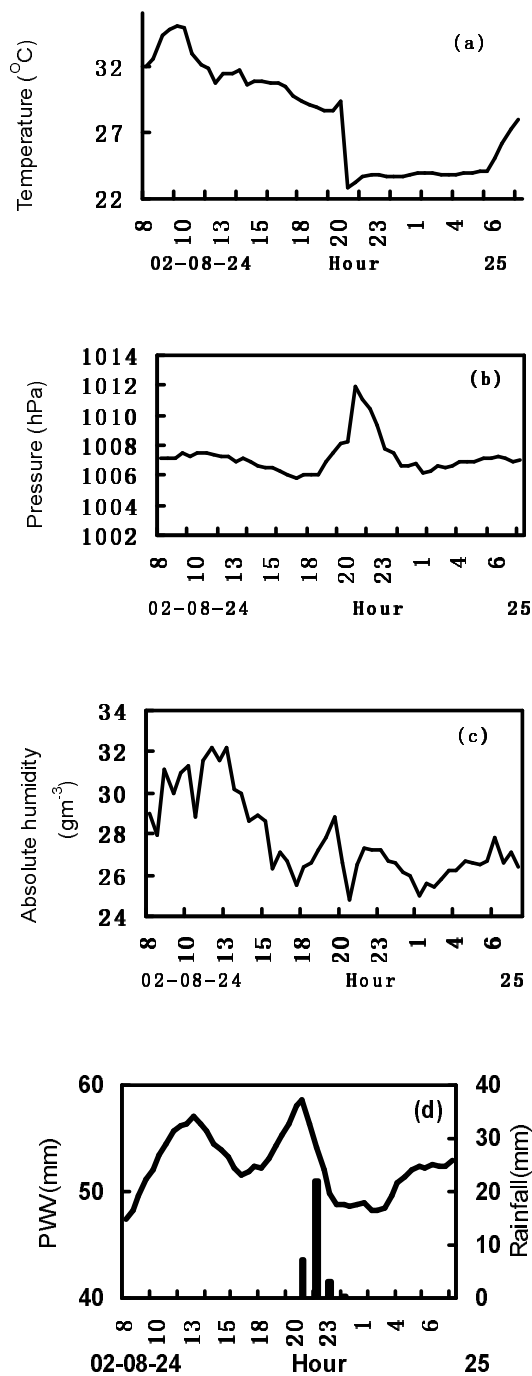 (a)
Temperature (°C)
32
27
22
8 10 13 15 18 20 23 1 4 6
02-08-24 Hour 25
(b)
Pressure (hPa)
1014
1012
1010
1008
1006
1004
1002
8 10 13 15 18 20 23 1 4 6
02-08-24 Hour 25
(c)
Absolute humidity
(gm⁻³)
34
32
30
28
26
24
8 10 13 15 18 20 23 1 4 6
02-08-24 Hour 25
(d)
PWV(mm)
60
50
40
Rainfall(mm)
40
30
20
10
0
8 10 13 15 18 20 23 1 4 6
02-08-24 Hour 25